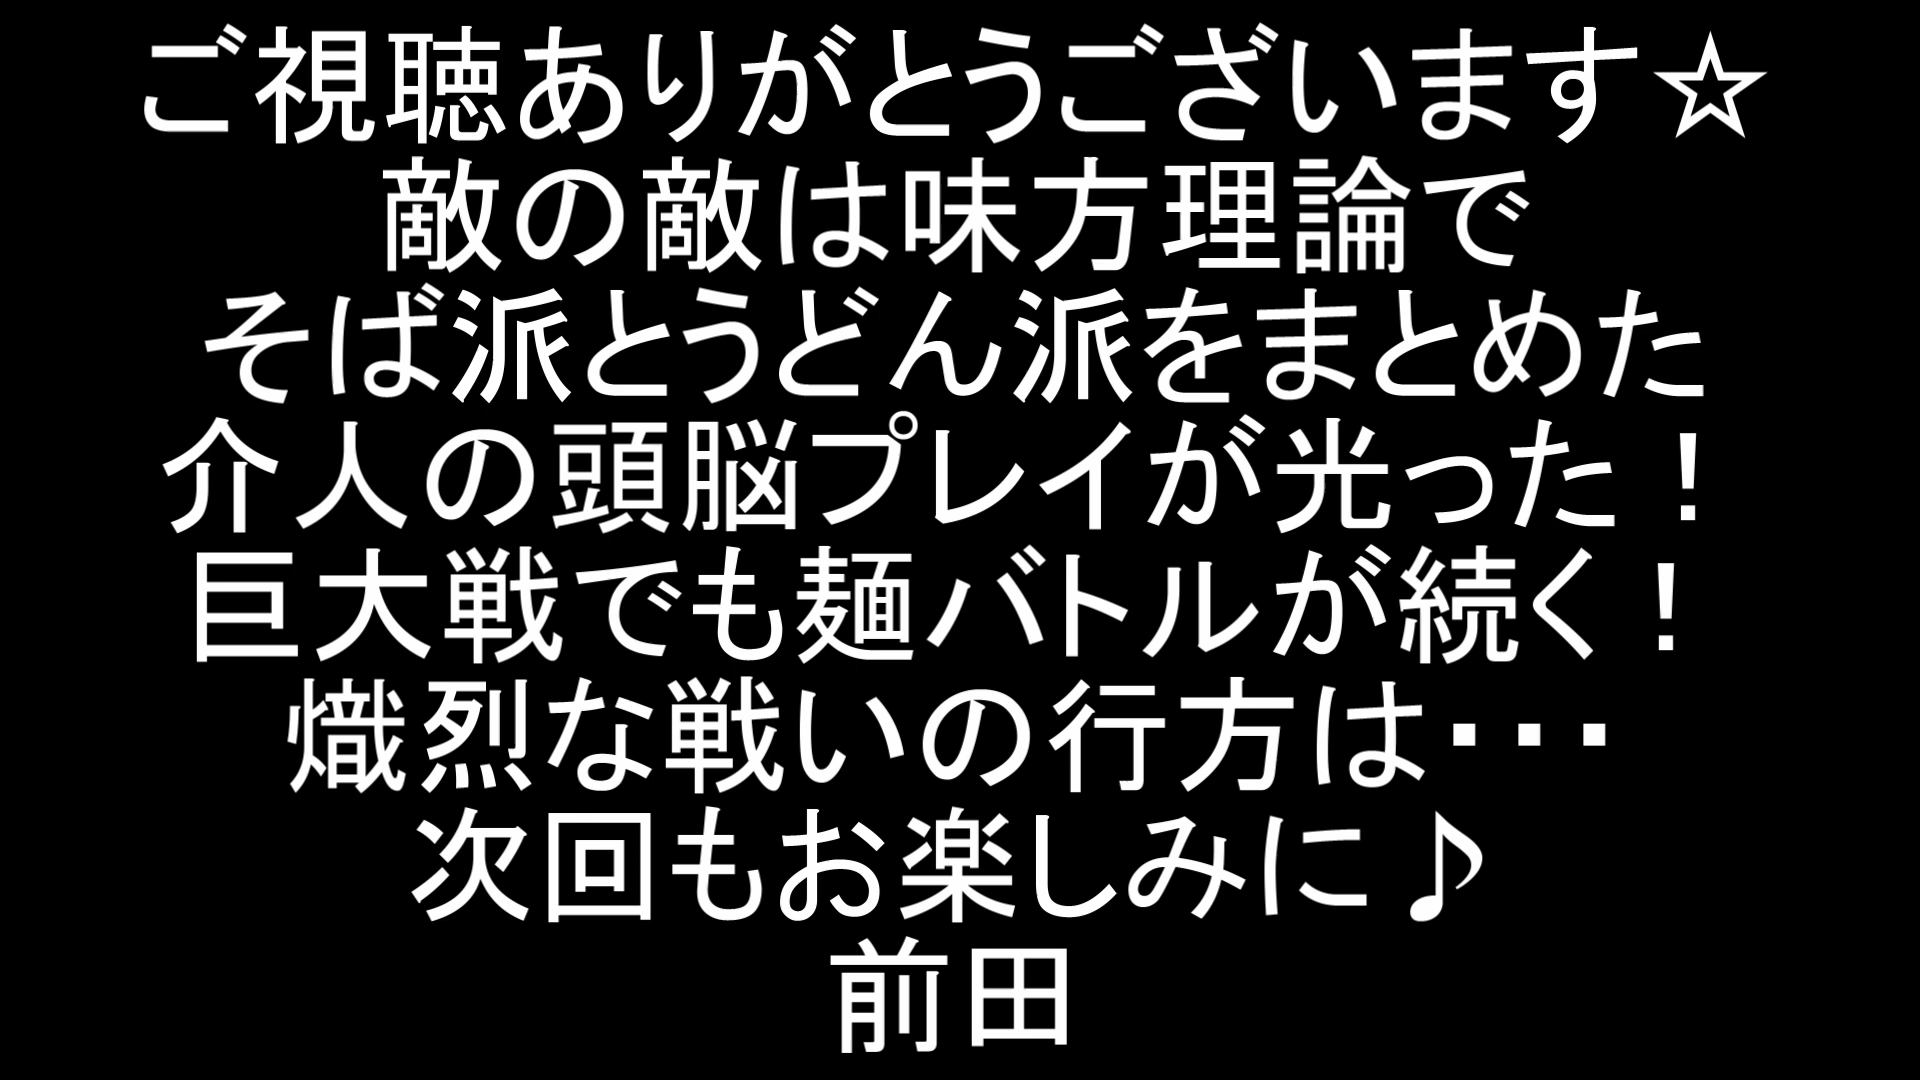 ご視聴ありがとうございます☆
敵の敵は味方理論で
そば派とうどん派をまとめた
介人の頭脳プレイが光った！
巨大戦でも麺バトルが続く！
熾烈な戦いの行方は・・・
次回もお楽しみに♪
前田